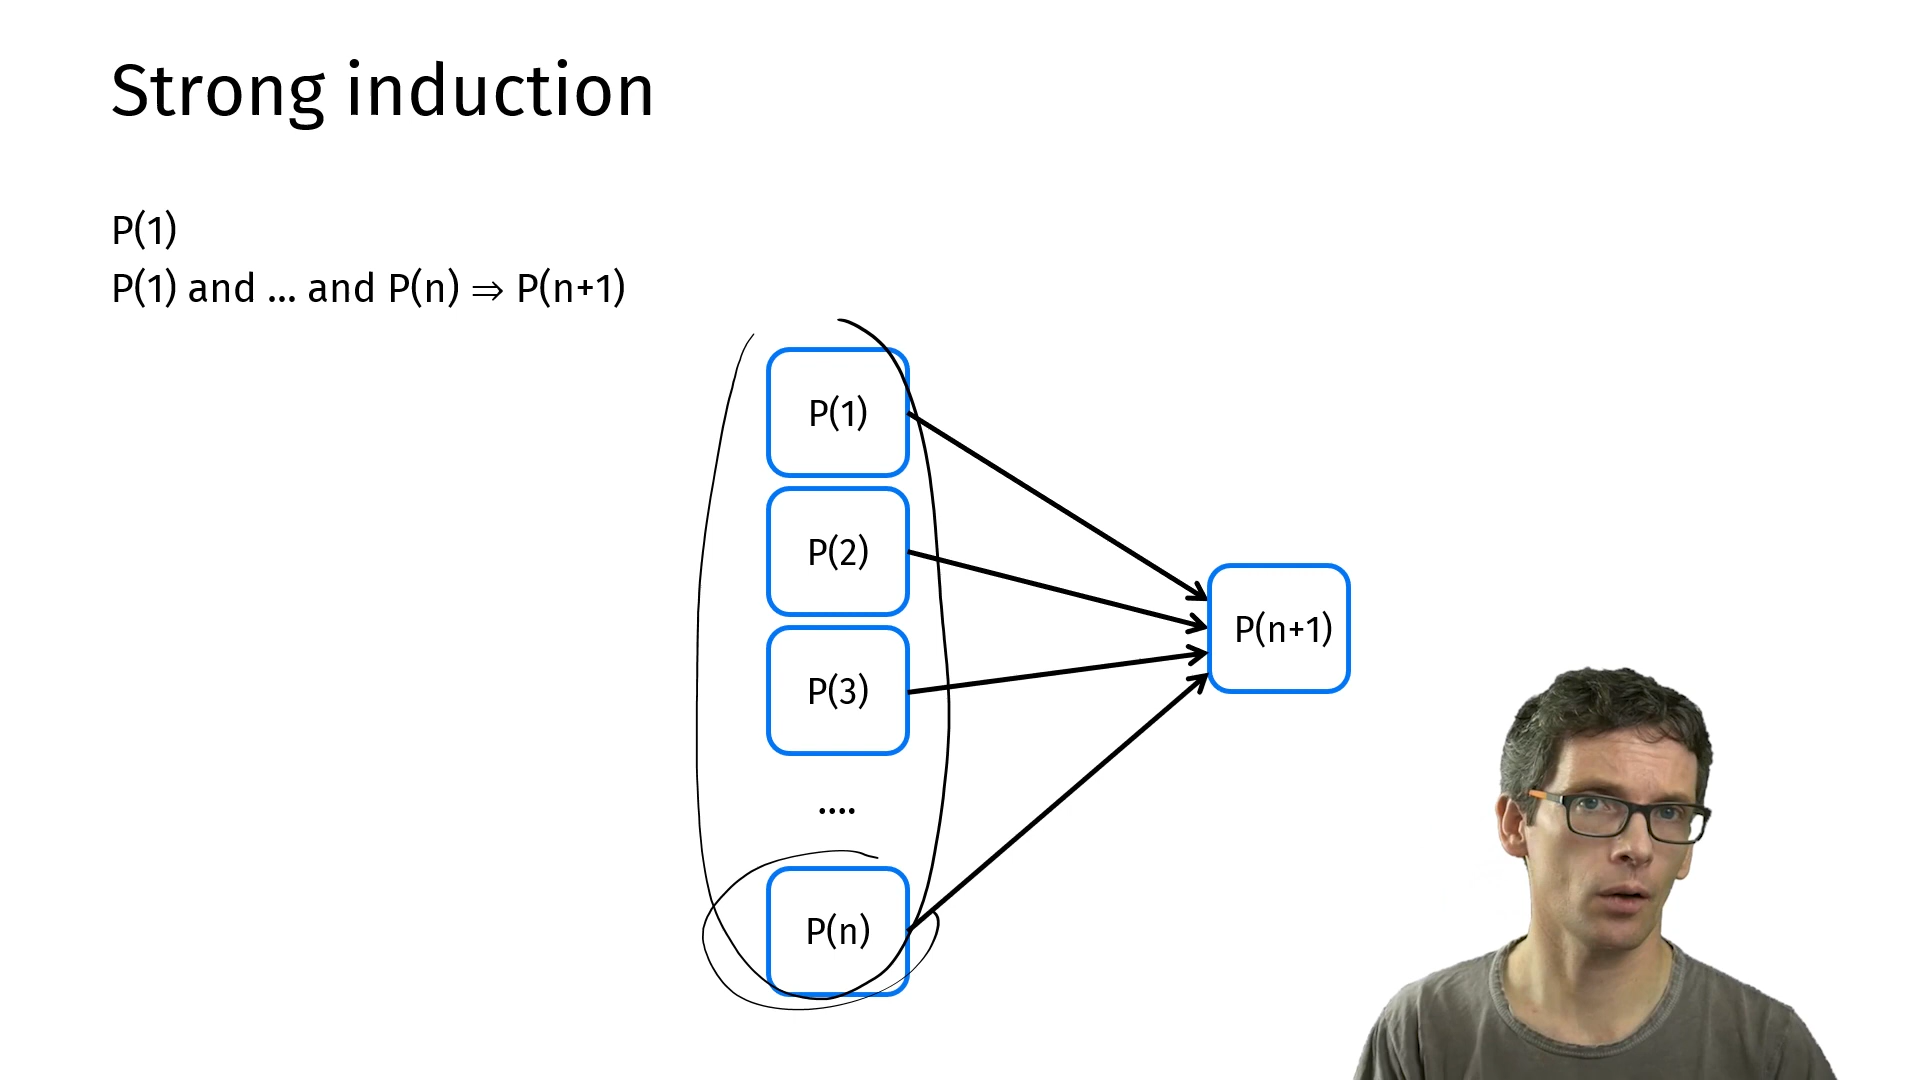 Strong induction
P(1)
P(1) and ... and P(n) ⇒ P(n+1)
P(1)
P(2)
P(3)
....
P(n)
P(n+1)